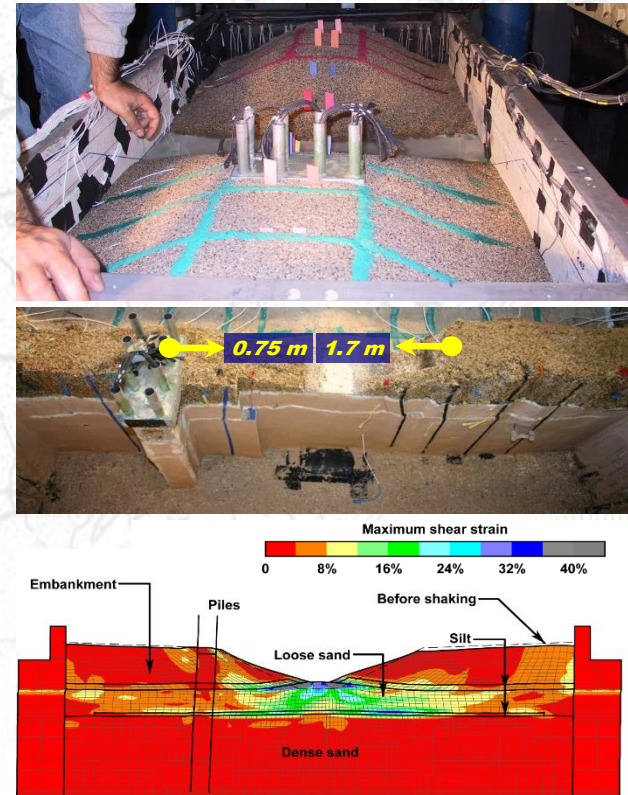 0.75 m 1.7 m
Maximum shear strain
0 8% 16% 24% 32% 40%
Embankment
Before shaking
Piles
Silt
Loose sand
Dense sand